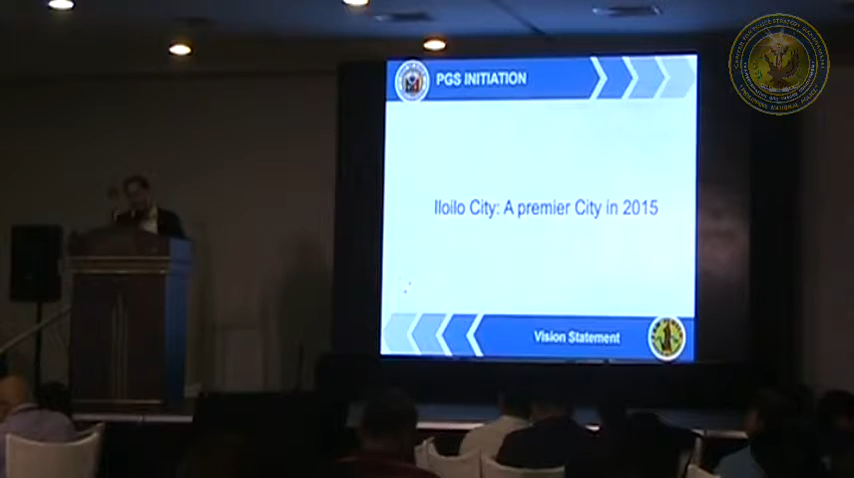 PGS INITIATION
Iloilo City: A premier City in 2015
Vision Statement